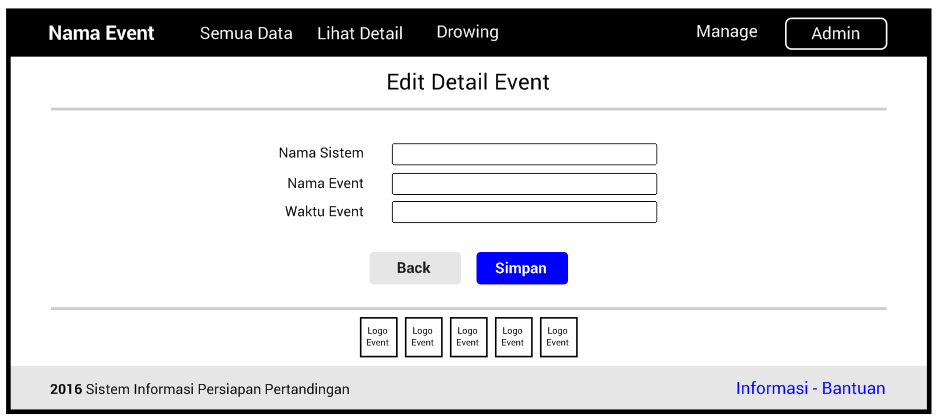 Nama Event Semua Data Lihat Detail Drowing Manage Admin
Edit Detail Event
Nama Sistem
Nama Event
Waktu Event
Back Simpan
Logo Logo Logo Logo Logo
Event Event Event Event Event
2016 Sistem Informasi Persiapan Pertandingan Informasi - Bantuan